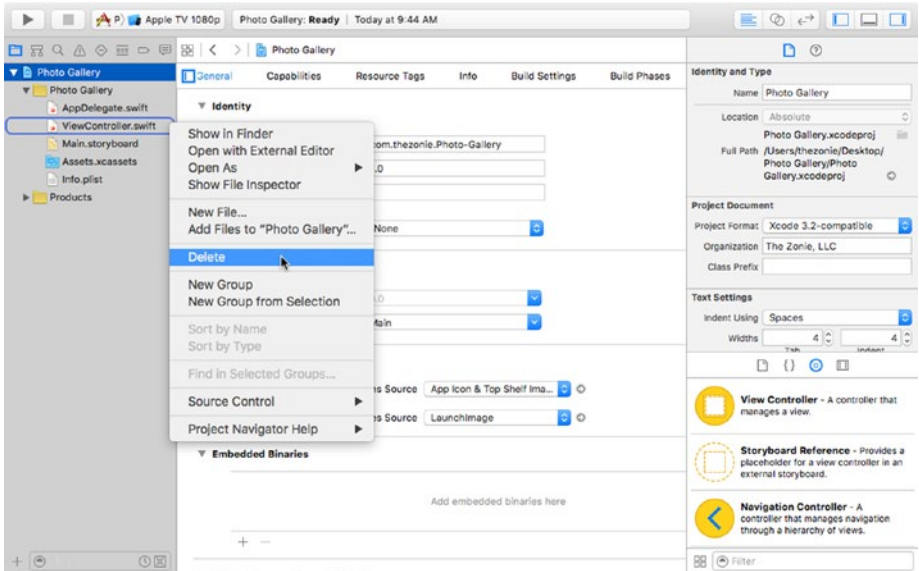 P) Apple TV 1080p
Photo Gallery: Ready | Today at 9:44 AM
Photo Gallery
Photo Gallery
AppDelegate.swift
ViewController.swift
Main.storyboard
Assets.xcassets
Info.plist
Products
Show in Finder
Open with External Editor
Open As
Show File Inspector
New File...
Add Files to “Photo Gallery”...
Delete
New Group
New Group from Selection
Sort by Name
Sort by Type
Find in Selected Groups...
Source Control
Project Navigator Help
Photo Gallery
General Capabilities Resource Tags Info Build Settings Build Phases
Identity
com.thezonie.Photo-Gallery
.0
None
Main
Source App Icon & Top Shelf Ima...
Source LaunchImage
Embedded Binaries
Add embedded binaries here
Identity and Type
Name Photo Gallery
Location Absolute
Photo Gallery.xcodeproj
Full Path /Users/thezonie/Desktop/
Photo Gallery/Photo
Gallery.xcodeproj
Project Document
Project Format Xcode 3.2-compatible
Organization The Zonie, LLC
Class Prefix
Text Settings
Indent Using Spaces
Widths 4 4
Tab Indent
View Controller - A controller that
manages a view.
Storyboard Reference - Provides a
placeholder for a view controller in an
external storyboard.
Navigation Controller - A
controller that manages navigation
through a hierarchy of views.
Filter